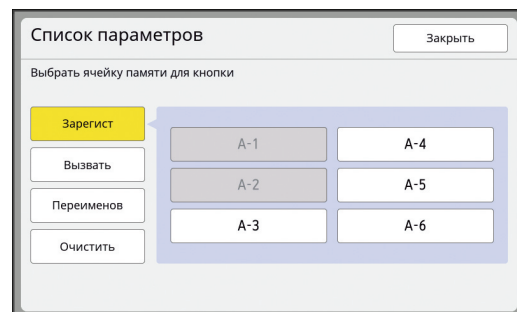 Список параметров
Закрыть
Выбрать ячейку памяти для кнопки
Зарегист
Вызвать
Переименов
Очистить
A-1
A-4
A-2
A-5
A-3
A-6